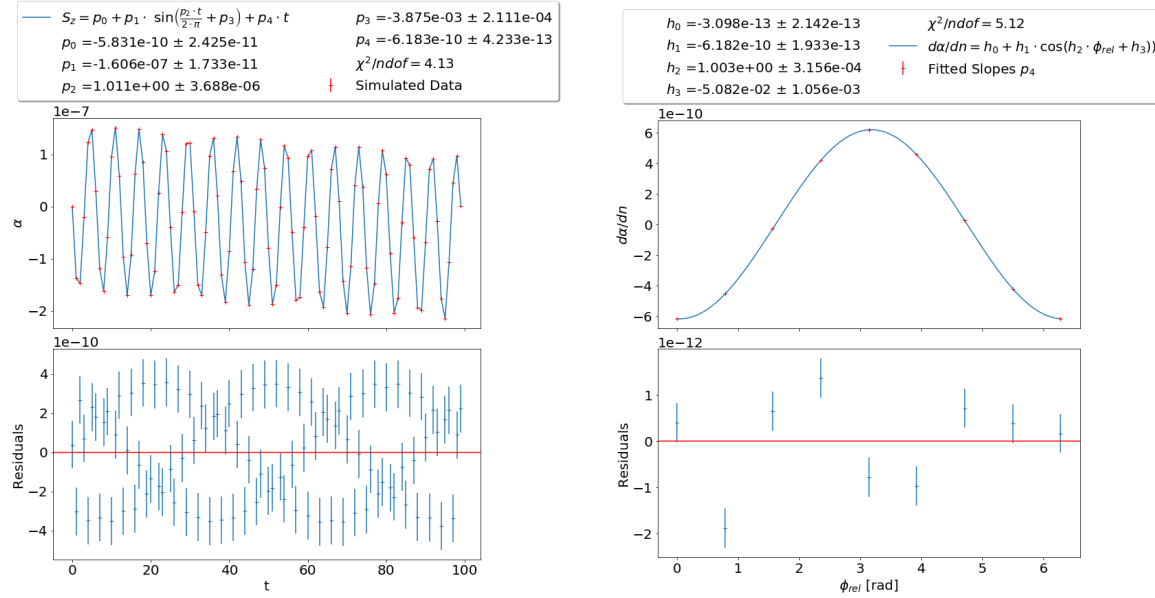 S_z = p_0 + p_1 · sin(p_2·t / 2·π + p_3) + p_4 · t
p_0 =-5.831e-10 ± 2.425e-11
p_1 =-1.606e-07 ± 1.733e-11
p_2 =1.011e+00 ± 3.688e-06
p_3 =-3.875e-03 ± 2.111e-04
p_4 =-6.183e-10 ± 4.233e-13
χ²/ndof = 4.13
Simulated Data
1e−7
1
0
−1
−2
α
1e−10
4
2
0
−2
−4
Residuals
0
20
40
60
80
100
t
h_0 =-3.098e-13 ± 2.142e-13
h_1 =-6.182e-10 ± 1.933e-13
h_2 =1.003e+00 ± 3.156e-04
h_3 =-5.082e-02 ± 1.056e-03
χ²/ndof = 5.12
dα/dn = h_0 + h_1 · cos(h_2 · ϕ_rel + h_3))
Fitted Slopes p_4
1e−10
6
4
2
0
−2
−4
−6
dα/dn
1e−12
1
0
−1
−2
Residuals
0
1
2
3
4
5
6
ϕ_rel [rad]